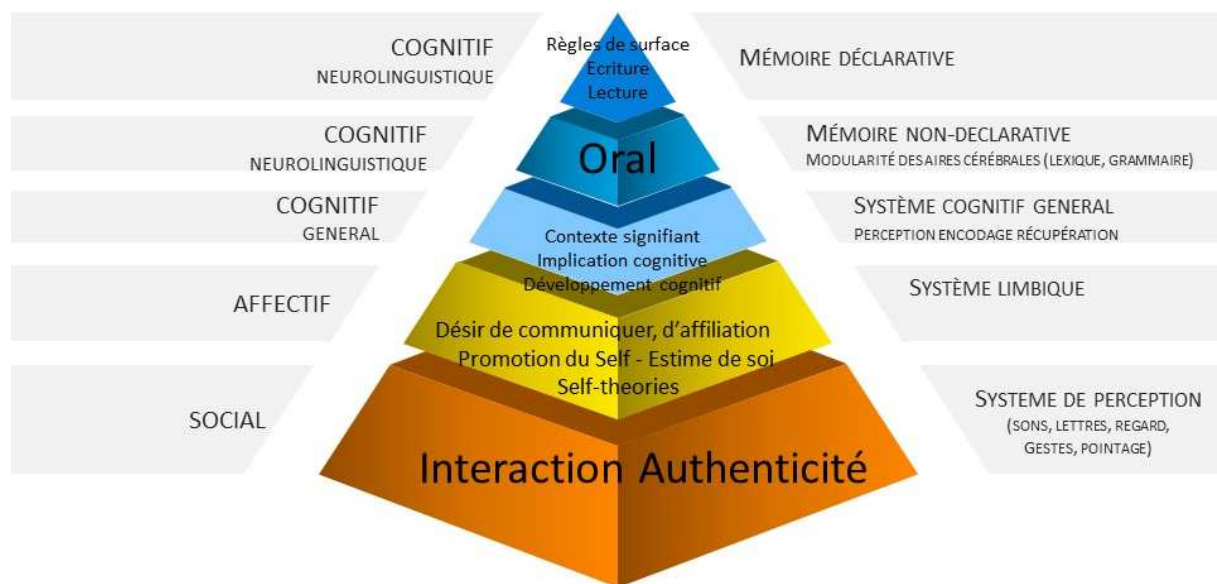 COGNITIF
NEUROLINGUISTIQUE
Règles de surface
Ecriture
Lecture
MÉMOIRE DÉCLARATIVE
COGNITIF
NEUROLINGUISTIQUE
Oral
MÉMOIRE NON-DECLARATIVE
MODULARITÉ DES AIRES CÉRÉBRALES (LEXIQUE, GRAMMAIRE)
COGNITIF
GENERAL
Contexte signifiant
Implication cognitive
Développement cognitif
SYSTÈME COGNITIF GENERAL
PERCEPTION ENCODAGE RÉCUPÉRATION
AFFECTIF
Désir de communiquer, d’affiliation
Promotion du Self - Estime de soi
Self-theories
SYSTÈME LIMBIQUE
SOCIAL
Interaction Authenticité
SYSTEME DE PERCEPTION
(SONS, LETTRES, REGARD,
GESTES, POINTAGE)